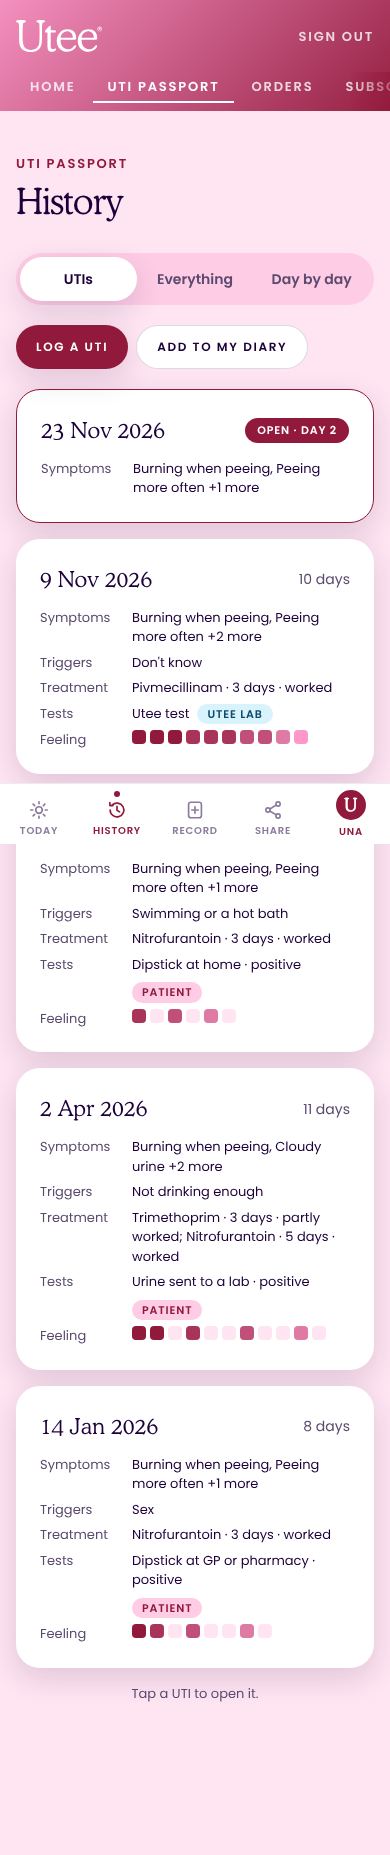 Utee®
SIGN OUT
HOME
UTI PASSPORT
ORDERS
UTI PASSPORT
History
UTIs
Everything
Day by day
LOG A UTI
ADD TO MY DIARY
23 Nov 2026
OPEN · DAY 2
Symptoms
Burning when peeing, Peeing
more often +1 more
9 Nov 2026
10 days
Symptoms
Burning when peeing, Peeing
more often +2 more
Triggers
Don't know
Treatment
Pivmecillinam · 3 days · worked
Tests
Utee test
UTEE LAB
Feeling
TODAY
HISTORY
RECORD
SHARE
U
UNA
Symptoms
Burning when peeing, Peeing
more often +1 more
Triggers
Swimming or a hot bath
Treatment
Nitrofurantoin · 3 days · worked
Tests
Dipstick at home · positive
PATIENT
Feeling
2 Apr 2026
11 days
Symptoms
Burning when peeing, Cloudy
urine +2 more
Triggers
Not drinking enough
Treatment
Trimethoprim · 3 days · partly
worked; Nitrofurantoin · 5 days ·
worked
Tests
Urine sent to a lab · positive
PATIENT
Feeling
14 Jan 2026
8 days
Symptoms
Burning when peeing, Peeing
more often +1 more
Triggers
Sex
Treatment
Nitrofurantoin · 3 days · worked
Tests
Dipstick at GP or pharmacy ·
positive
PATIENT
Feeling
Tap a UTI to open it.